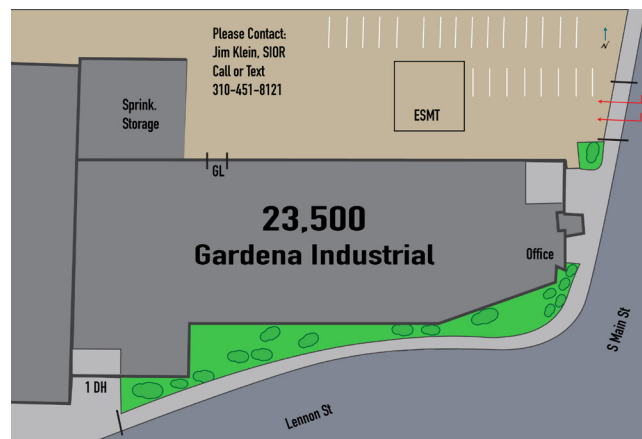 Please Contact:
Jim Klein, SIOR
Call or Text
310-451-8121
N
Sprink.
Storage
ESMT
GL
23,500
Gardena Industrial
Office
1 DH
S Main St
Lennon St